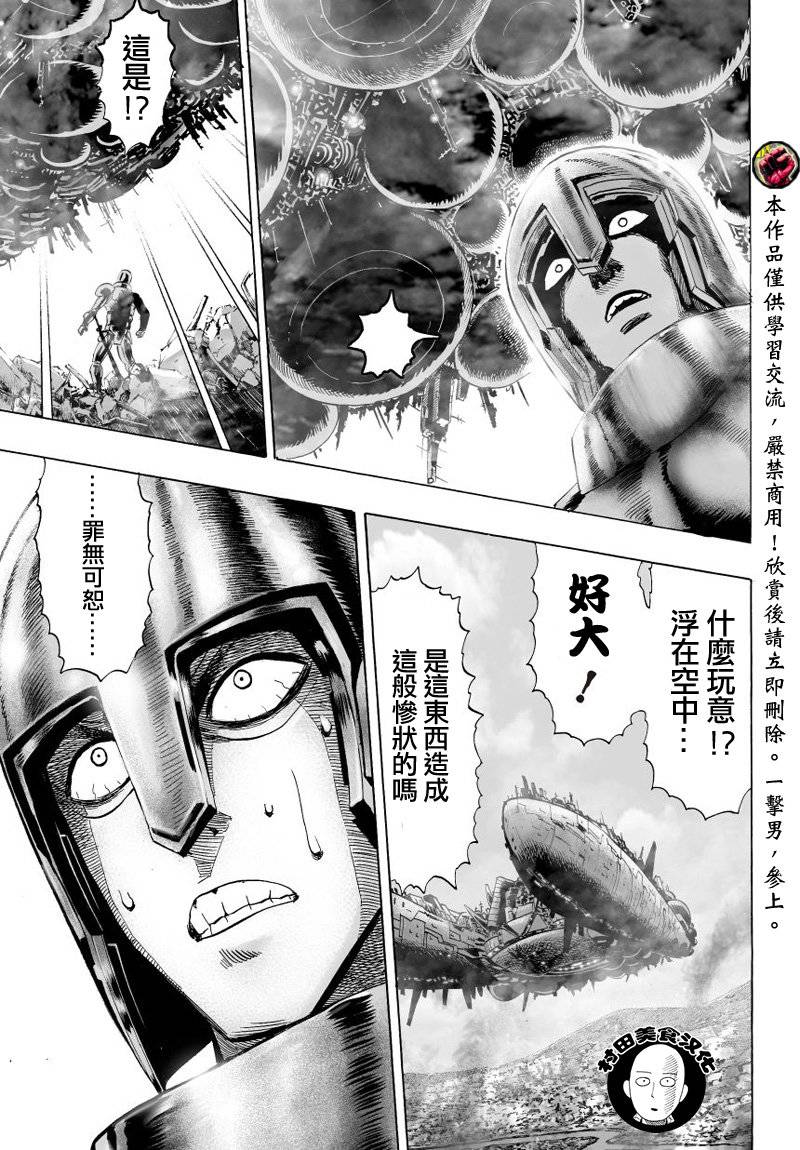 這是!?
什麼玩意!?
浮在空中…
好大！
是這東西造成
這般慘狀的嗎
……罪無可恕……
本作品僅供學習交流，嚴禁商用！欣賞後請立即刪除。一擊男，參上。
村田美食汉化